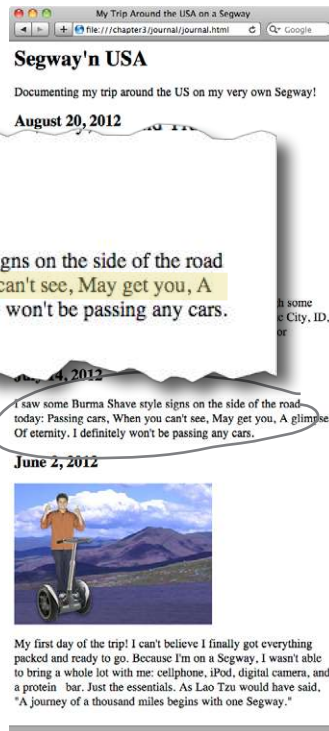 My Trip Around the USA on a Segway
file:///chapter3/journal/journal.html
Google
Segway'n USA
Documenting my trip around the US on my very own Segway!
August 20, 2012
gns on the side of the road
can't see, May get you, A
won't be passing any cars.
h some
c City, ID,
or
July 14, 2012
I saw some Burma Shave style signs on the side of the road
today: Passing cars, When you can't see, May get you, A glimpse
Of eternity. I definitely won't be passing any cars.
June 2, 2012
My first day of the trip! I can't believe I finally got everything
packed and ready to go. Because I'm on a Segway, I wasn't able
to bring a whole lot with me: cellphone, iPod, digital camera, and
a protein bar. Just the essentials. As Lao Tzu would have said,
"A journey of a thousand miles begins with one Segway."